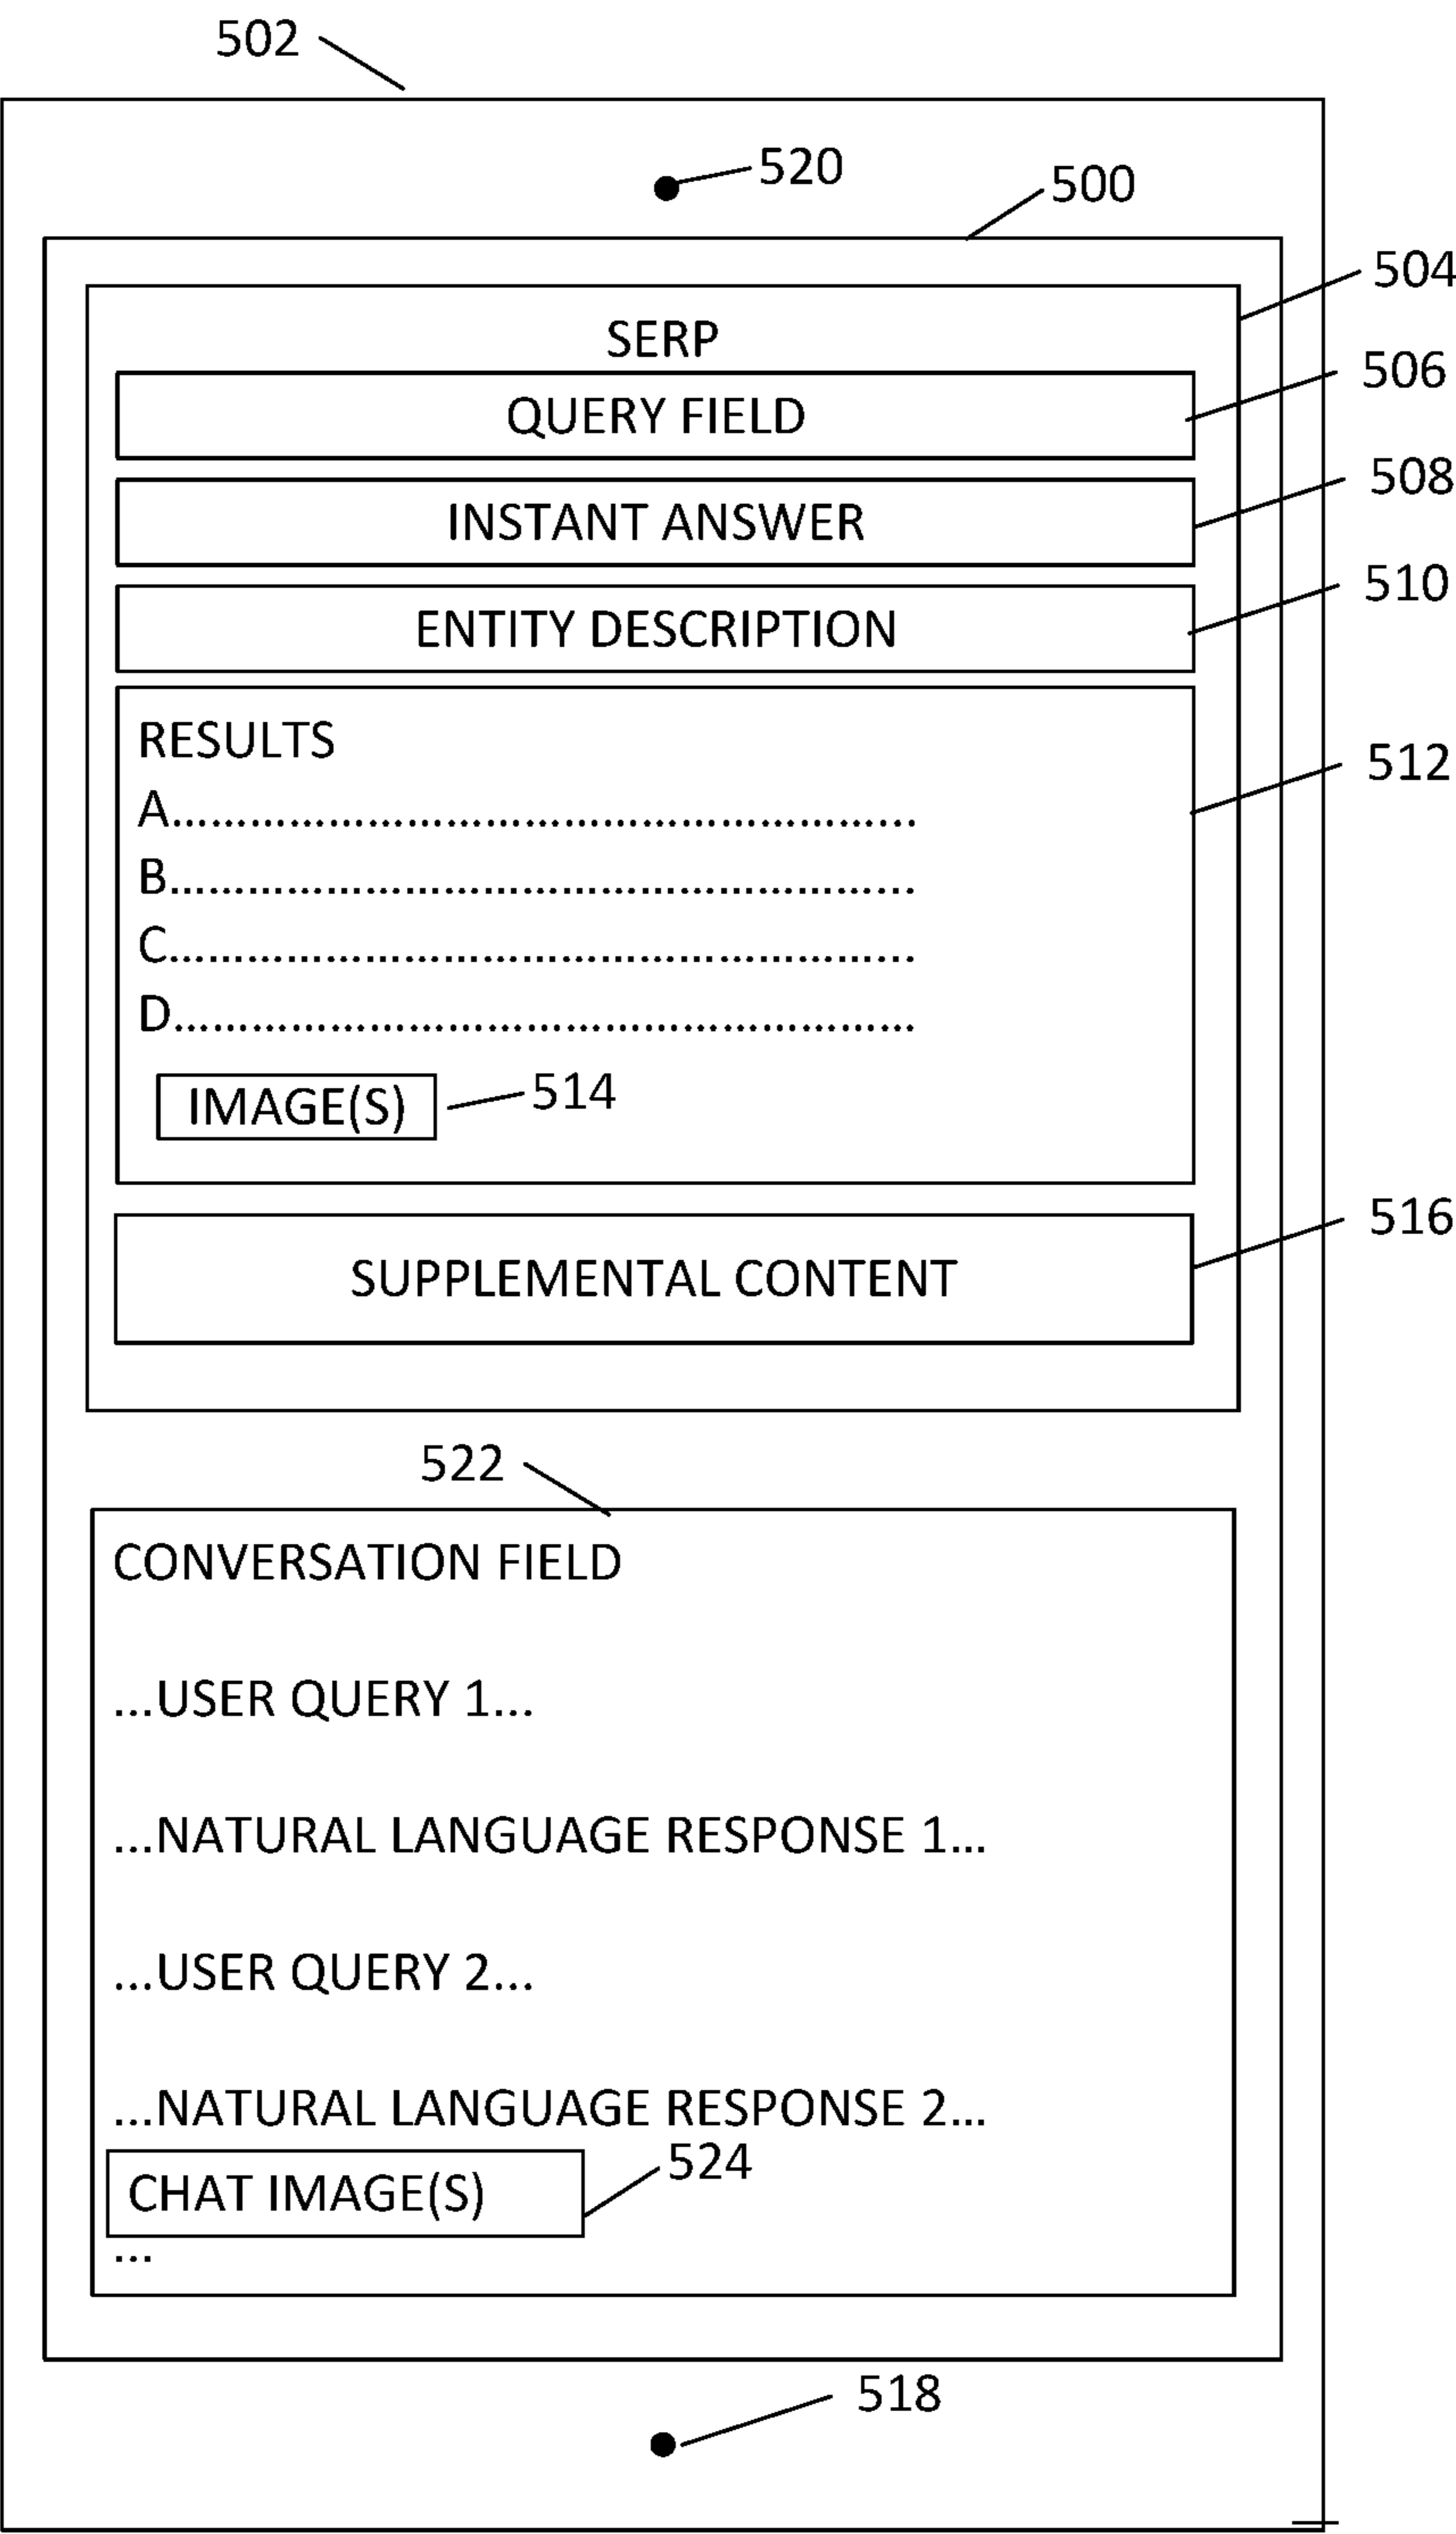 502
520
500
504
SERP
506
QUERY FIELD
508
INSTANT ANSWER
510
ENTITY DESCRIPTION
RESULTS
512
A.........................................................
B.........................................................
C.........................................................
D.........................................................
514
IMAGE(S)
516
SUPPLEMENTAL CONTENT
522
CONVERSATION FIELD
...USER QUERY 1...
...NATURAL LANGUAGE RESPONSE 1...
...USER QUERY 2...
...NATURAL LANGUAGE RESPONSE 2...
524
CHAT IMAGE(S)
...
518